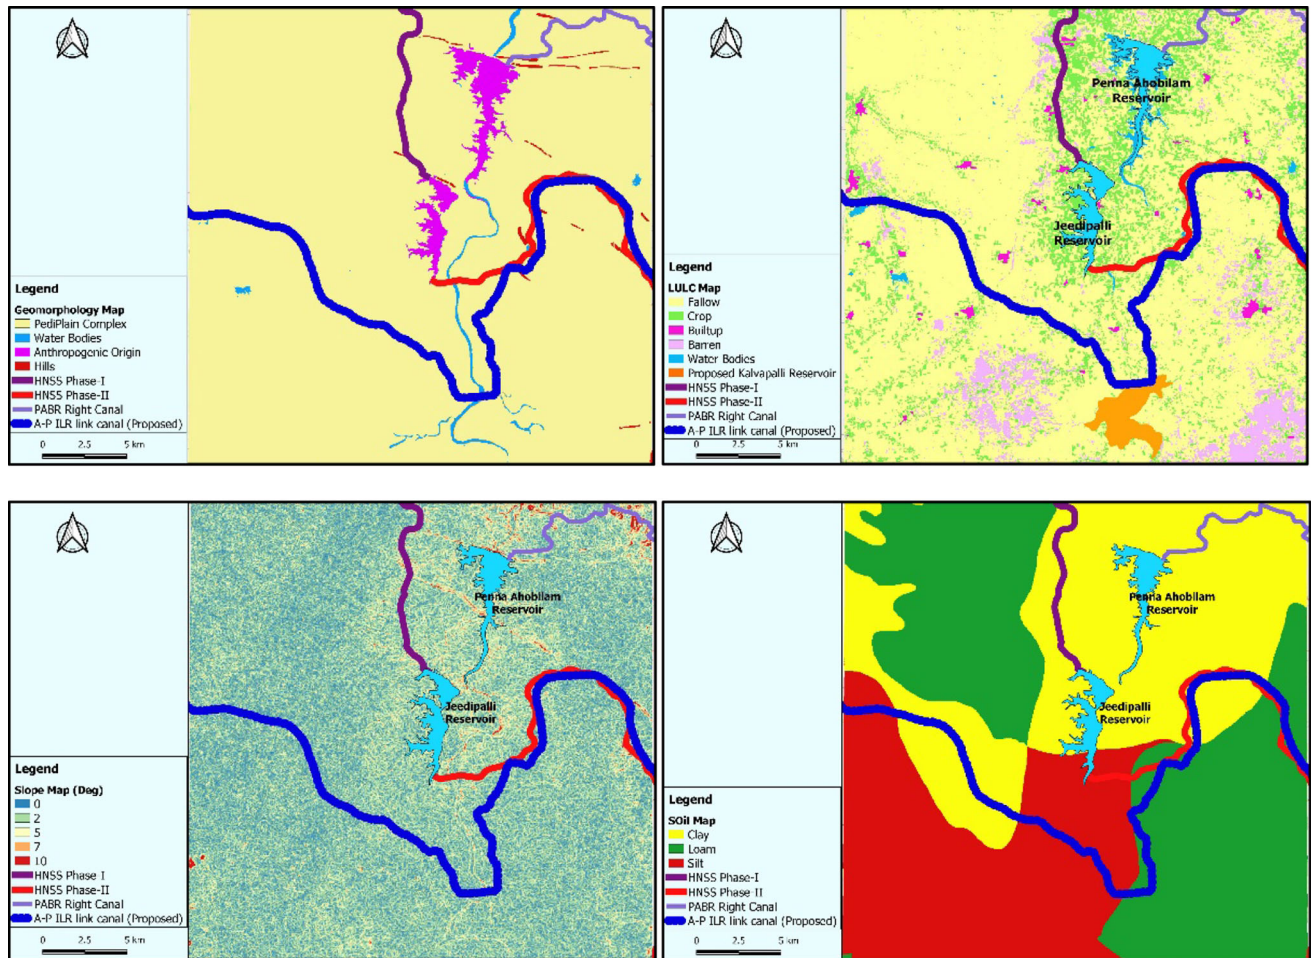 Legend
Geomorphology Map
PediPlain Complex
Water Bodies
Anthropogenic Origin
Hills
HNSS Phase-I
HNSS Phase-II
PABR Right Canal
A-P ILR link canal (Proposed)
0 2.5 5 km
Penna Ahobilam
Reservoir
Jeedipalli
Reservoir
Legend
LULC Map
Fallow
Crop
Builtup
Barren
Water Bodies
Proposed Kalvapalli Reservoir
HNSS Phase-I
HNSS Phase-II
PABR Right Canal
A-P ILR link canal (Proposed)
0 2.5 5 km
Penna Ahobilam
Reservoir
Jeedipalli
Reservoir
Legend
Slope Map (Deg)
0
2
5
7
10
HNSS Phase-I
HNSS Phase-II
PABR Right Canal
A-P ILR link canal (Proposed)
0 2.5 5 km
Penna Ahobilam
Reservoir
Jeedipalli
Reservoir
Legend
SOil Map
Clay
Loam
Silt
HNSS Phase-I
HNSS Phase-II
PABR Right Canal
A-P ILR link canal (Proposed)
0 2.5 5 km